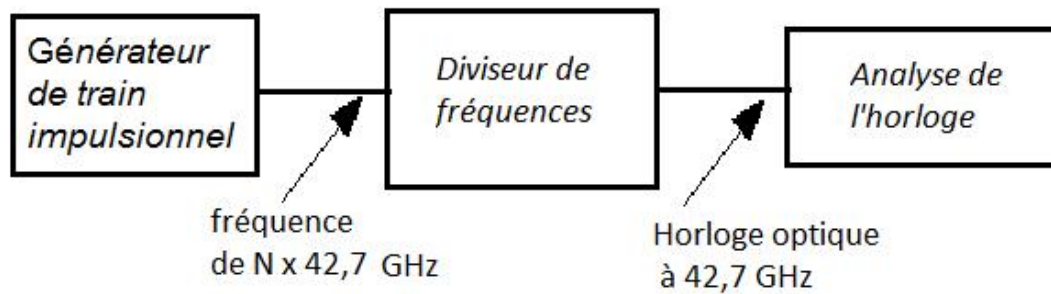 Générateur
de train
impulsionnel
Diviseur de
fréquences
Analyse de
l'horloge
fréquence
de N x 42,7 GHz
Horloge optique
à 42,7 GHz